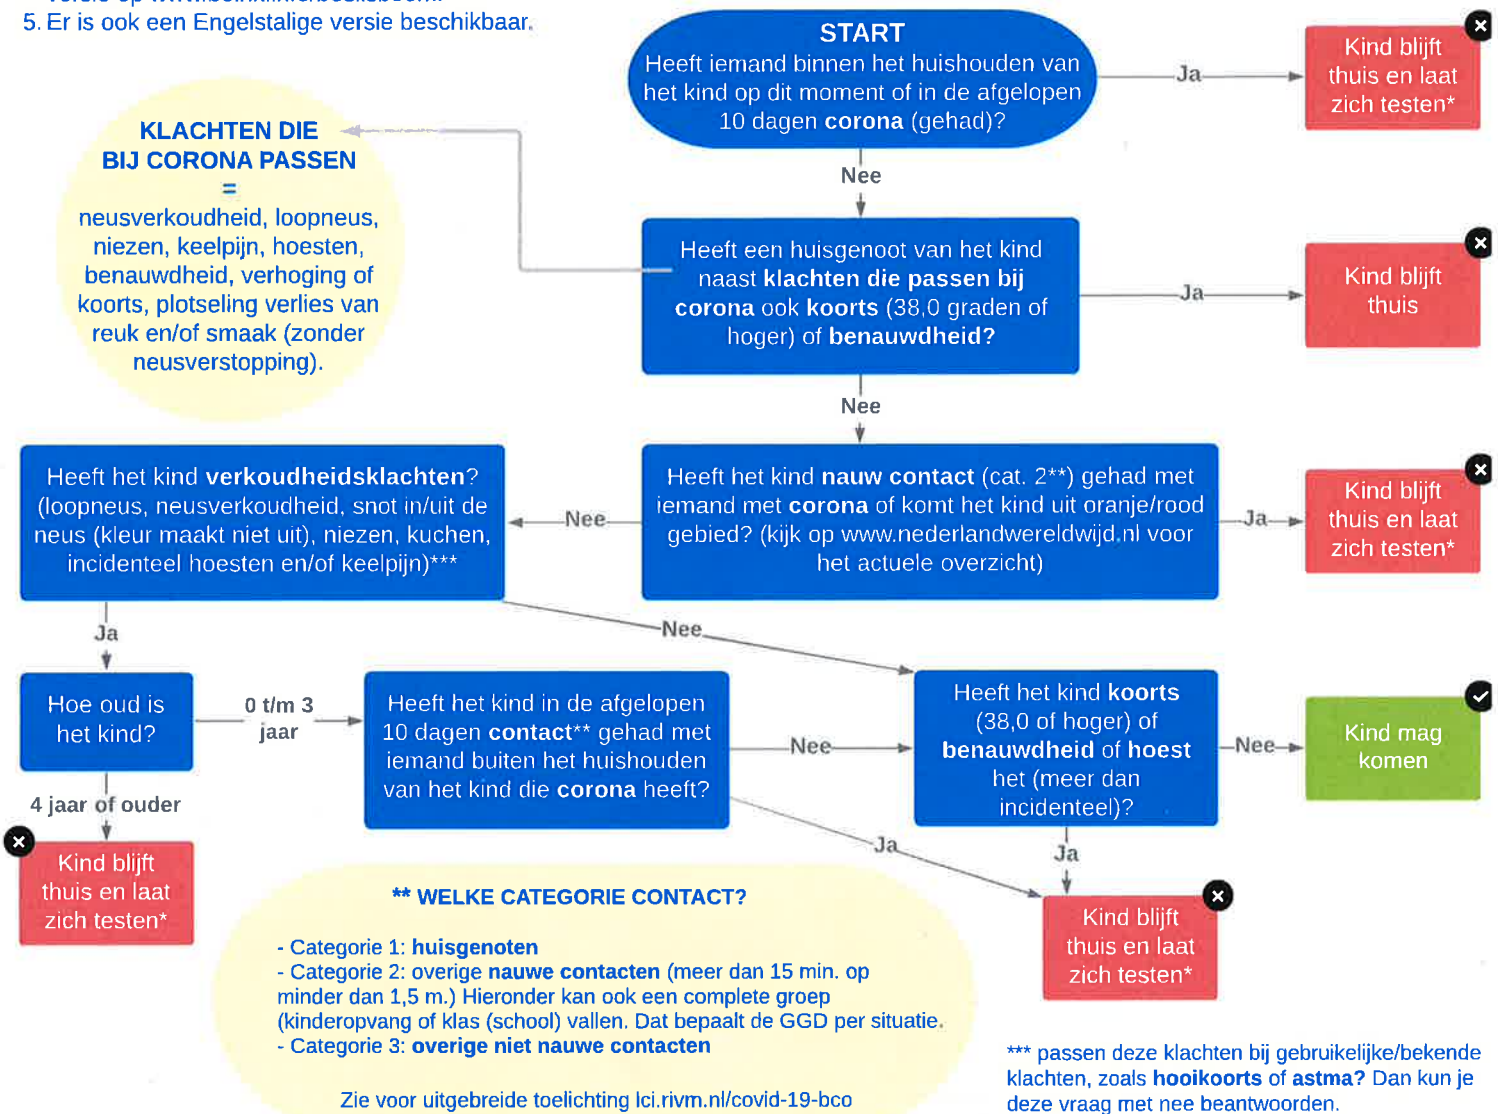 5. Er is ook een Engelstalige versie beschikbaar.
START
Heeft iemand binnen het huishouden van
het kind op dit moment of in de afgelopen
10 dagen corona (gehad)?
Ja
Kind blijft
thuis en laat
zich testen*
KLACHTEN DIE
BIJ CORONA PASSEN
=
neusverkoudheid, loopneus,
niezen, keelpijn, hoesten,
benauwdheid, verhoging of
koorts, plotseling verlies van
reuk en/of smaak (zonder
neusverstopping).
Nee
Heeft een huisgenoot van het kind
naast klachten die passen bij
corona ook koorts (38,0 graden of
hoger) of benauwdheid?
Ja
Kind blijft
thuis
Nee
Heeft het kind nauw contact (cat. 2**) gehad met
iemand met corona of komt het kind uit oranje/rood
gebied? (kijk op www.nederlandwereldwijd.nl voor
het actuele overzicht)
Ja
Kind blijft
thuis en laat
zich testen*
Nee
Heeft het kind verkoudheidsklachten?
(loopneus, neusverkoudheid, snot in/uit de
neus (kleur maakt niet uit), niezen, kuchen,
incidenteel hoesten en/of keelpijn)***
Ja
Nee
Hoe oud is
het kind?
0 t/m 3
jaar
Heeft het kind in de afgelopen
10 dagen contact** gehad met
iemand buiten het huishouden
van het kind die corona heeft?
Nee
Heeft het kind koorts
(38,0 of hoger) of
benauwdheid of hoest
het (meer dan
incidenteel)?
Nee
Kind mag
komen
4 jaar of ouder
Kind blijft
thuis en laat
zich testen*
Ja
Ja
Kind blijft
thuis en laat
zich testen*
** WELKE CATEGORIE CONTACT?
- Categorie 1: huisgenoten
- Categorie 2: overige nauwe contacten (meer dan 15 min. op
minder dan 1,5 m.) Hieronder kan ook een complete groep
(kinderopvang of klas (school) vallen. Dat bepaalt de GGD per situatie.
- Categorie 3: overige niet nauwe contacten
Zie voor uitgebreide toelichting lci.rivm.nl/covid-19-bco
*** passen deze klachten bij gebruikelijke/bekende
klachten, zoals hooikoorts of astma? Dan kun je
deze vraag met nee beantwoorden.